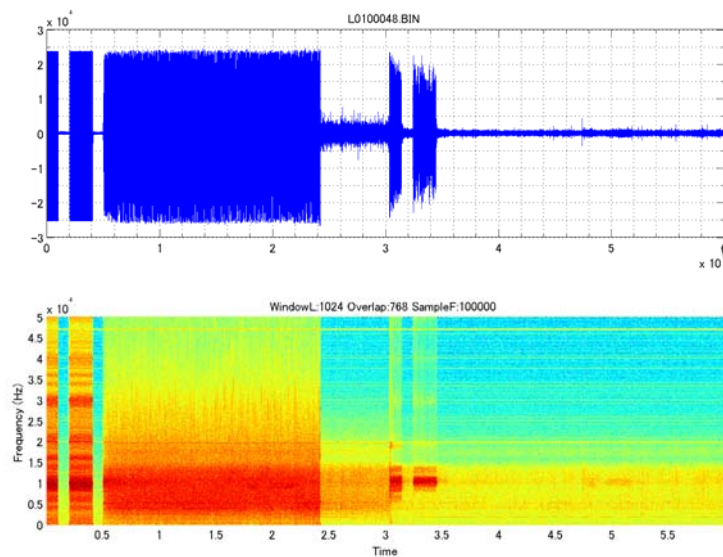 L0100048.BIN
x 10^4
3
2
1
0
-1
-2
-3
0 1 2 3 4 5
x 10
WindowL:1024 Overlap:768 SampleF:100000
x 10^4
5
4.5
4
3.5
3
2.5
2
1.5
1
0.5
0
Frequency (Hz)
0.5 1 1.5 2 2.5 3 3.5 4 4.5 5 5.5
Time